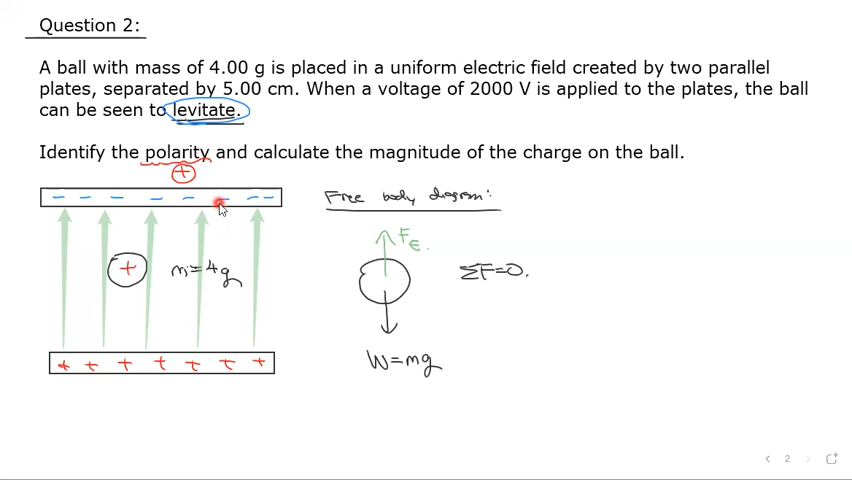 Question 2:
A ball with mass of 4.00 g is placed in a uniform electric field created by two parallel
plates, separated by 5.00 cm. When a voltage of 2000 V is applied to the plates, the ball
can be seen to levitate.
Identify the polarity and calculate the magnitude of the charge on the ball.
+
- - - - - - - -
Free body diagram:
F_E.
+
m=4g
ΣF=0.
+ + + + + + +
W=mg
2